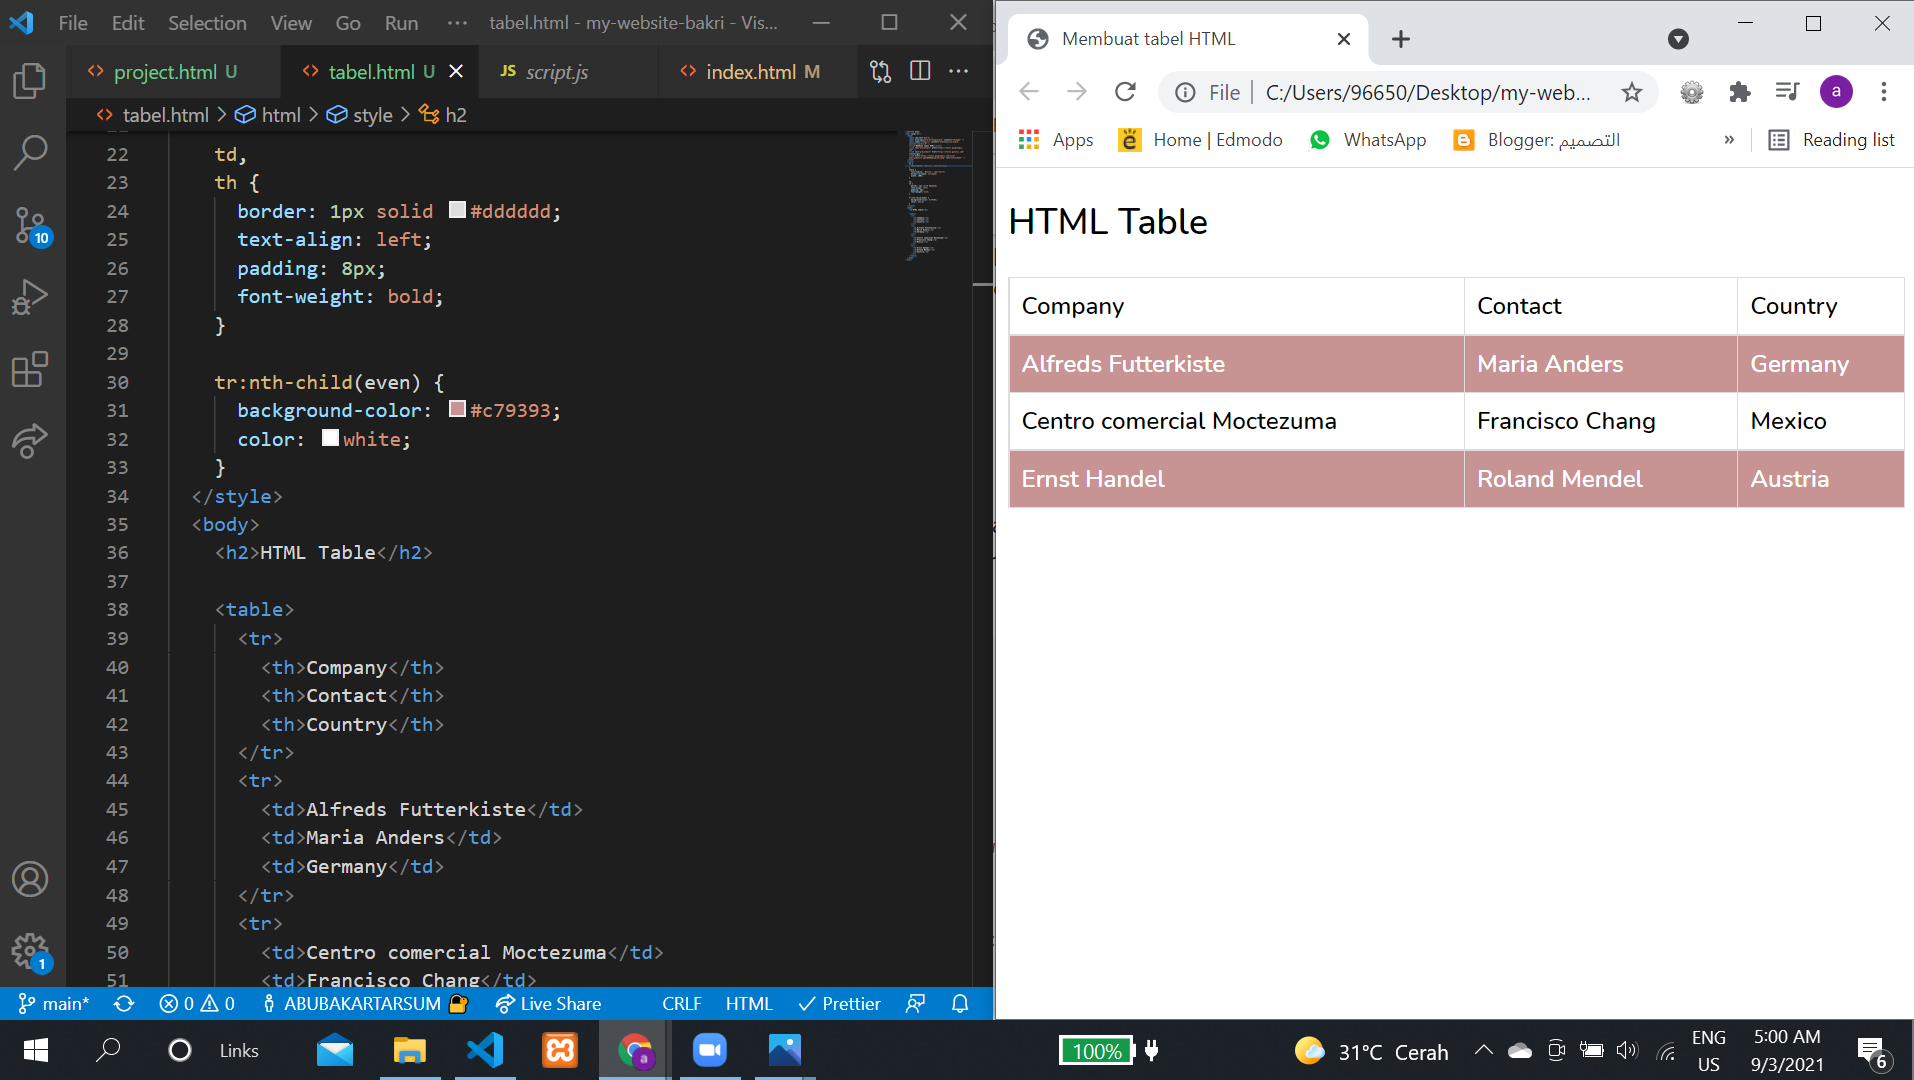 File Edit Selection View Go Run ··· tabel.html - my-website-bakri - Vis...
project.html U tabel.html U JS script.js index.html M ···
tabel.html > html > style > h2
22 td,
23 th {
24 border: 1px solid #dddddd;
25 text-align: left;
26 padding: 8px;
27 font-weight: bold;
28 }
29
30 tr:nth-child(even) {
31 background-color: #c79393;
32 color: white;
33 }
34 </style>
35 <body>
36 <h2>HTML Table</h2>
37
38 <table>
39 <tr>
40 <th>Company</th>
41 <th>Contact</th>
42 <th>Country</th>
43 </tr>
44 <tr>
45 <td>Alfreds Futterkiste</td>
46 <td>Maria Anders</td>
47 <td>Germany</td>
48 </tr>
49 <tr>
50 <td>Centro comercial Moctezuma</td>
51 <td>Francisco Chang</td>
10
1
main* 0 0 ABUBAKARTARSUM Live Share CRLF HTML Prettier
Membuat tabel HTML
File C:/Users/96650/Desktop/my-web... a
Apps Home | Edmodo WhatsApp Blogger: التصميم » Reading list
HTML Table
Company Contact Country
Alfreds Futterkiste Maria Anders Germany
Centro comercial Moctezuma Francisco Chang Mexico
Ernst Handel Roland Mendel Austria
Links a 100% 31°C Cerah ENG US 5:00 AM 9/3/2021 6